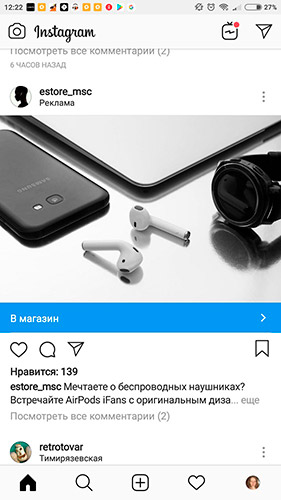 12:22
27%
Instagram
Посмотреть все комментарии (2)
6 ЧАСОВ НАЗАД
estore_msc
Реклама
SAMSUNG
В магазин
Нравится: 139
estore_msc Мечтаете о беспроводных наушниках?
Встречайте AirPods iFans с оригинальным диза... еще
Посмотреть все комментарии (2)
retrotovar
Тимирязевская